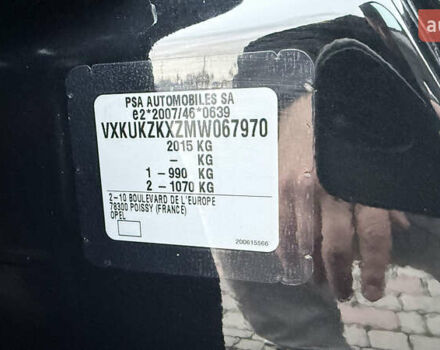 PSA AUTOMOBILES SA
e2*2007/46*0639
VXKUKZKXZMW067970
2015 KG
- KG
1 - 990 KG
2 - 1070 KG
2-10 BOULEVARD DE L'EUROPE
78300 POISSY (FRANCE)
OPEL
200615566